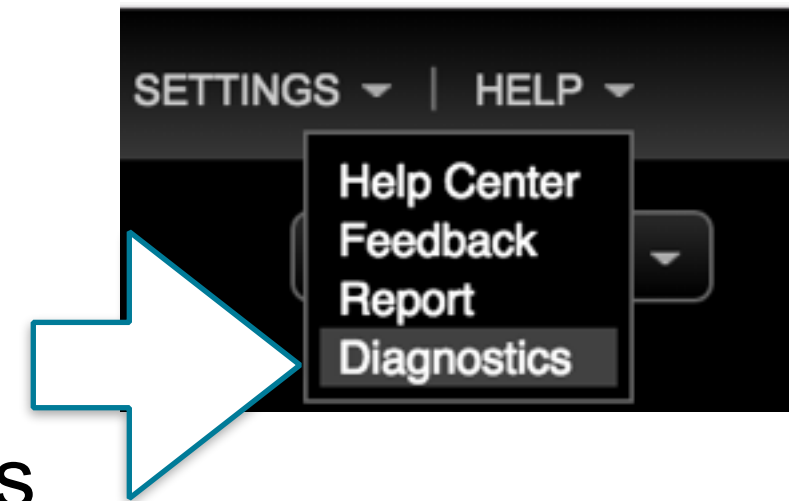 SETTINGS | HELP
Help Center
Feedback
Report
Diagnostics
s